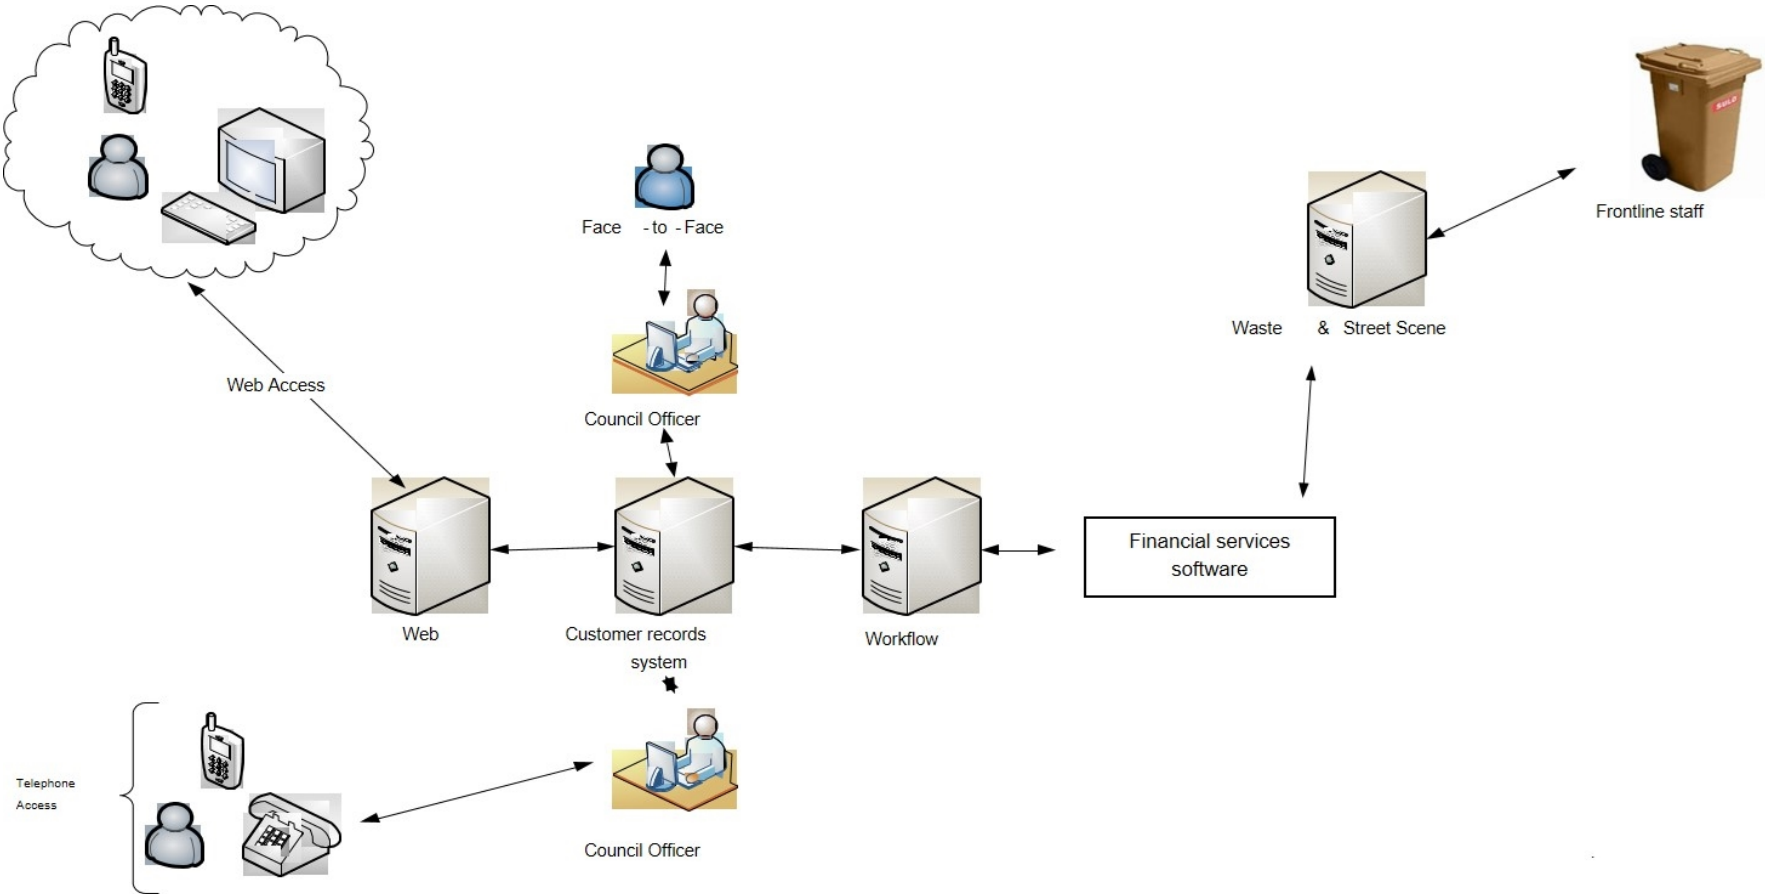 SULO
Frontline staff
Face - to - Face
Waste & Street Scene
Web Access
Council Officer
Financial services
software
Web
Customer records
system
Workflow
Telephone
Access
Council Officer